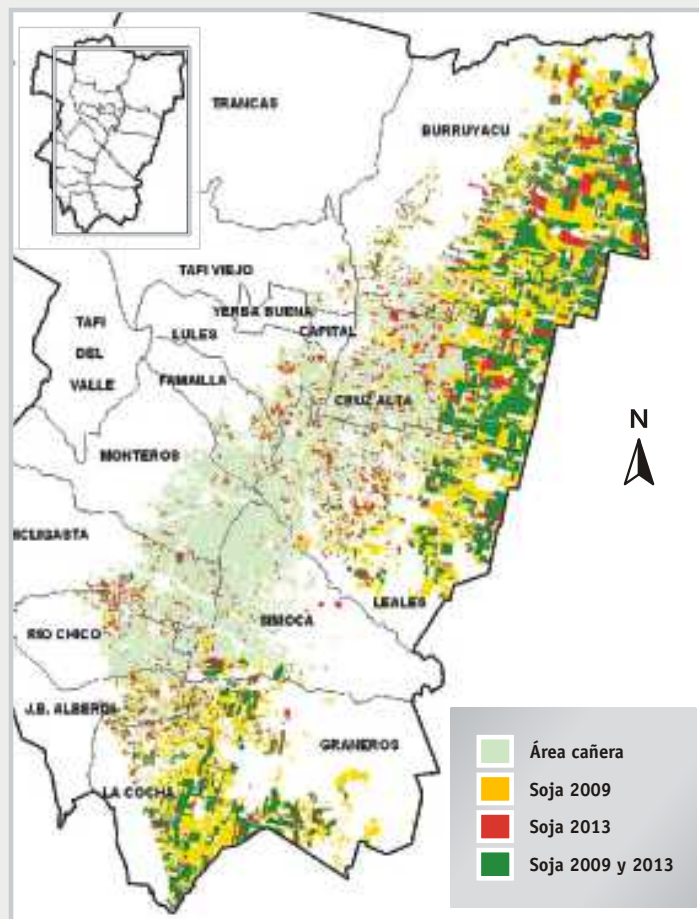 TRANCAS
BURRUYACU
TAFI VIEJO
YERBA BUENA
TAFI
DEL
VALLE
LULES
CAPITAL
FAMAILLA
CRUZ ALTA
N
MONTEROS
LEALES
SIMOCA
RIO CHICO
J.B. ALBERDI
GRANEROS
LA COCHA
Área cañera
Soja 2009
Soja 2013
Soja 2009 y 2013